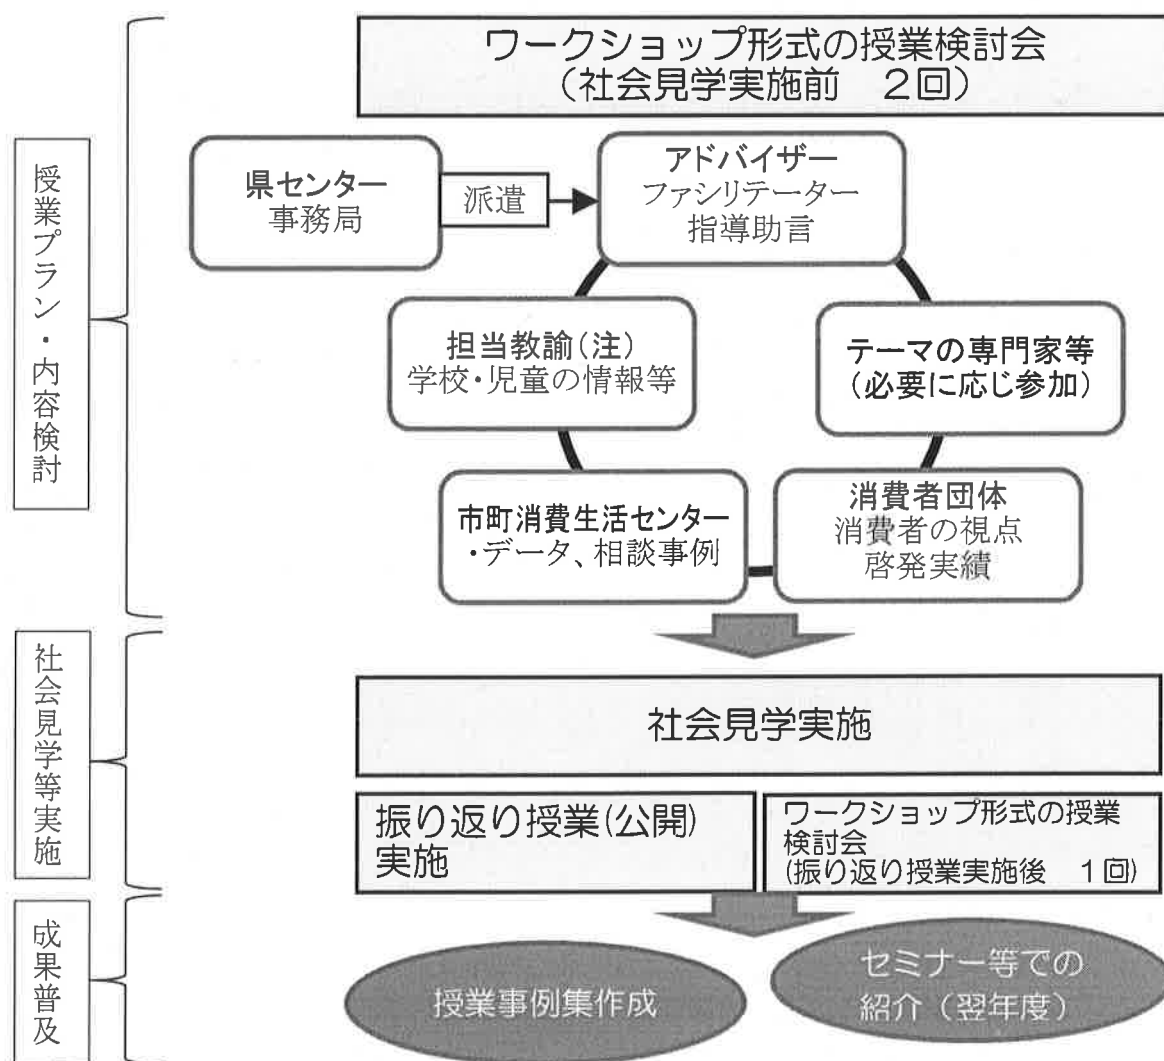 ワークショップ形式の授業検討会
（社会見学実施前　2回）
授業プラン・内容検討
県センター
事務局
派遣
アドバイザー
ファシリテーター
指導助言
担当教諭(注)
学校・児童の情報等
テーマの専門家等
（必要に応じ参加）
市町消費生活センター
・データ、相談事例
消費者団体
消費者の視点
啓発実績
社会見学等実施
社会見学実施
振り返り授業(公開)
実施
ワークショップ形式の授業
検討会
(振り返り授業実施後　1回)
成果普及
授業事例集作成
セミナー等での
紹介（翌年度）